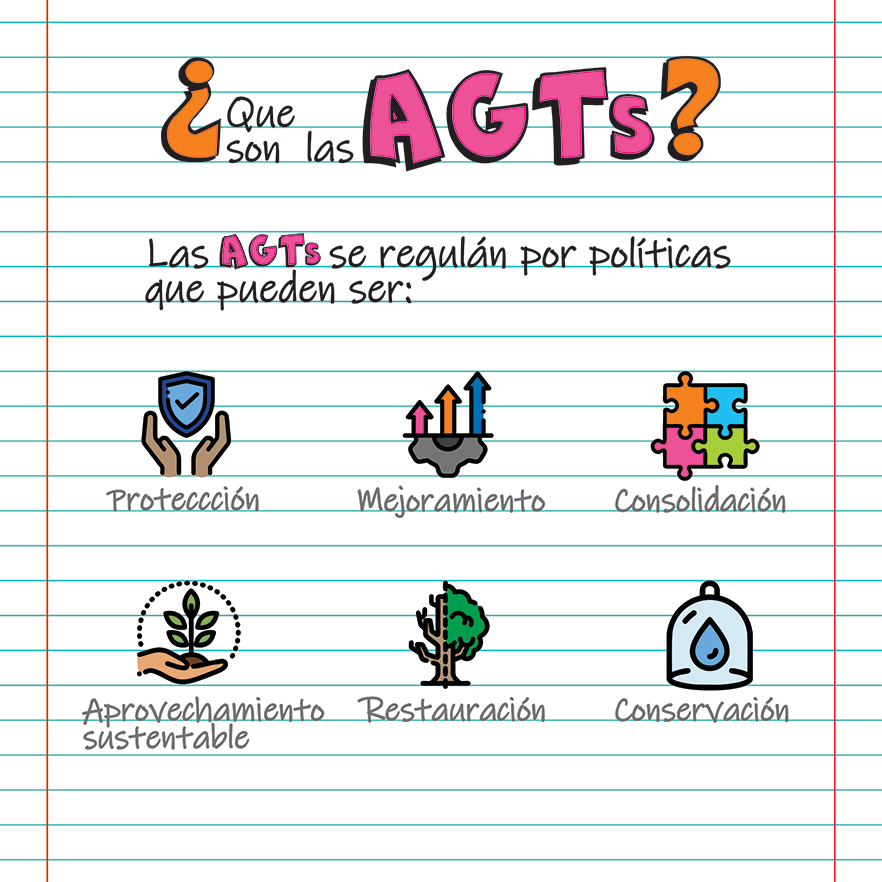 ¿Que
son las AGTs?
Las AGTs se regulán por políticas
que pueden ser:
Proteccción
Mejoramiento
Consolidación
Aprovechamiento
sustentable
Restauración
Conservación